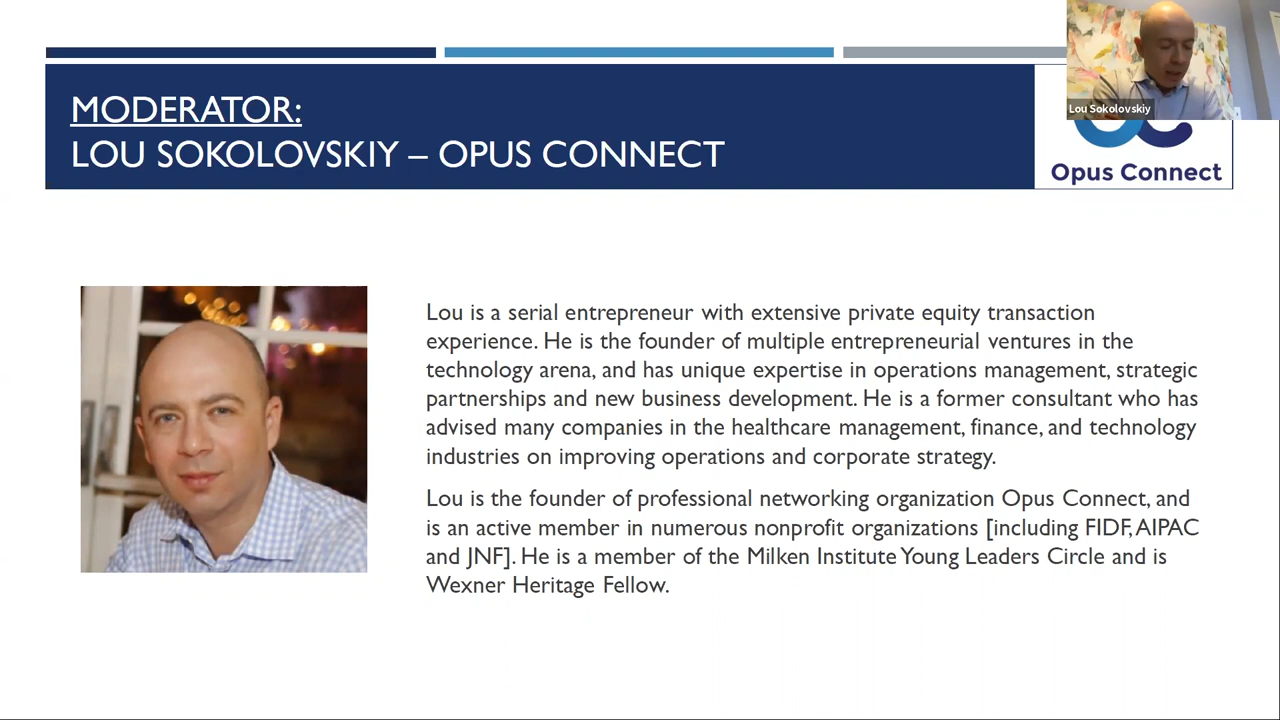 MODERATOR:
LOU SOKOLOVSKIY – OPUS CONNECT
Lou Sokolovskiy
Opus Connect
Lou is a serial entrepreneur with extensive private equity transaction
experience. He is the founder of multiple entrepreneurial ventures in the
technology arena, and has unique expertise in operations management, strategic
partnerships and new business development. He is a former consultant who has
advised many companies in the healthcare management, finance, and technology
industries on improving operations and corporate strategy.
Lou is the founder of professional networking organization Opus Connect, and
is an active member in numerous nonprofit organizations [including FIDF, AIPAC
and JNF]. He is a member of the Milken Institute Young Leaders Circle and is
Wexner Heritage Fellow.